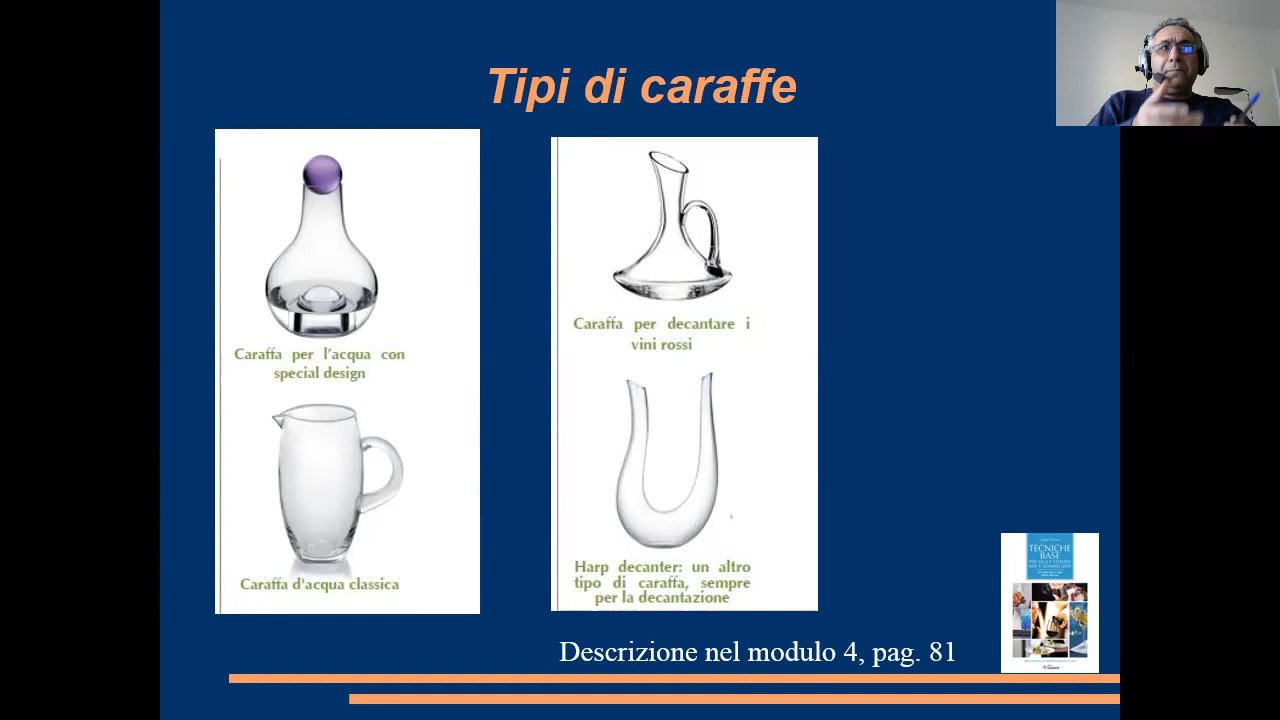 Tipi di caraffe
Caraffa per l'acqua con
special design
Caraffa d'acqua classica
Caraffa per decantare i
vini rossi
Harp decanter: un altro
tipo di caraffa, sempre
per la decantazione
Descrizione nel modulo 4, pag. 81
TECNICHE
BASE